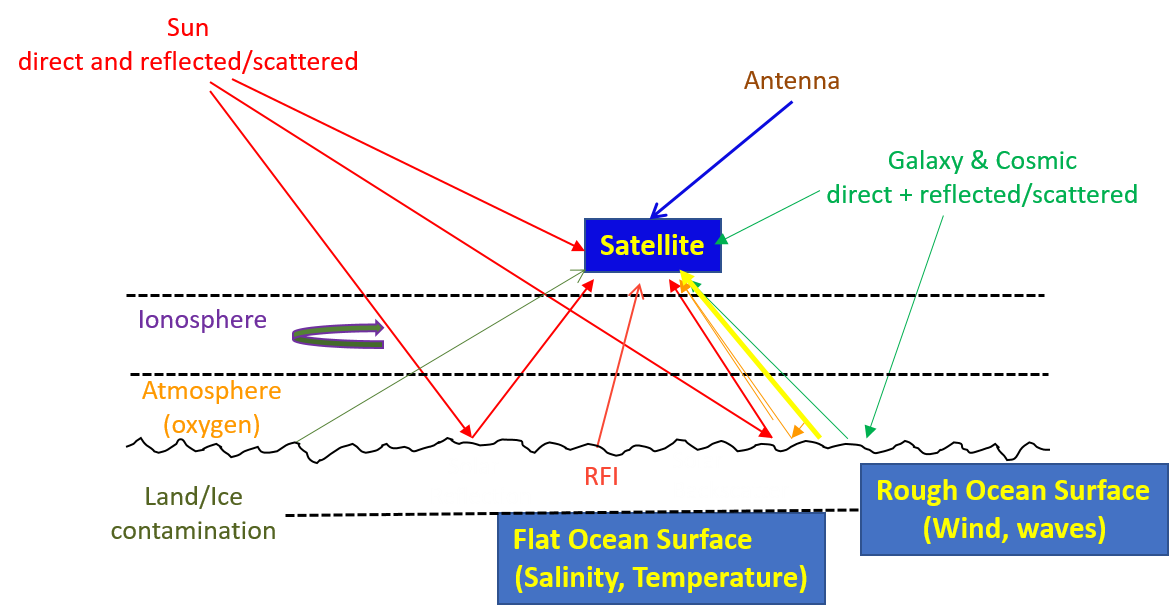 Sun
direct and reflected/scattered
Antenna
Galaxy & Cosmic
direct + reflected/scattered
Satellite
Ionosphere
Atmosphere
(oxygen)
RFI
Land/Ice
contamination
Rough Ocean Surface
(Wind, waves)
Flat Ocean Surface
(Salinity, Temperature)